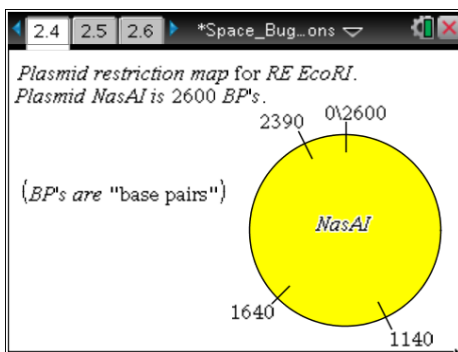 2.4 2.5 2.6 *Space_Bug…ons
Plasmid restriction map for RE EcoRI.
Plasmid NasAI is 2600 BP's.
2390 0\2600
(BP's are "base pairs")
NasAI
1640
1140